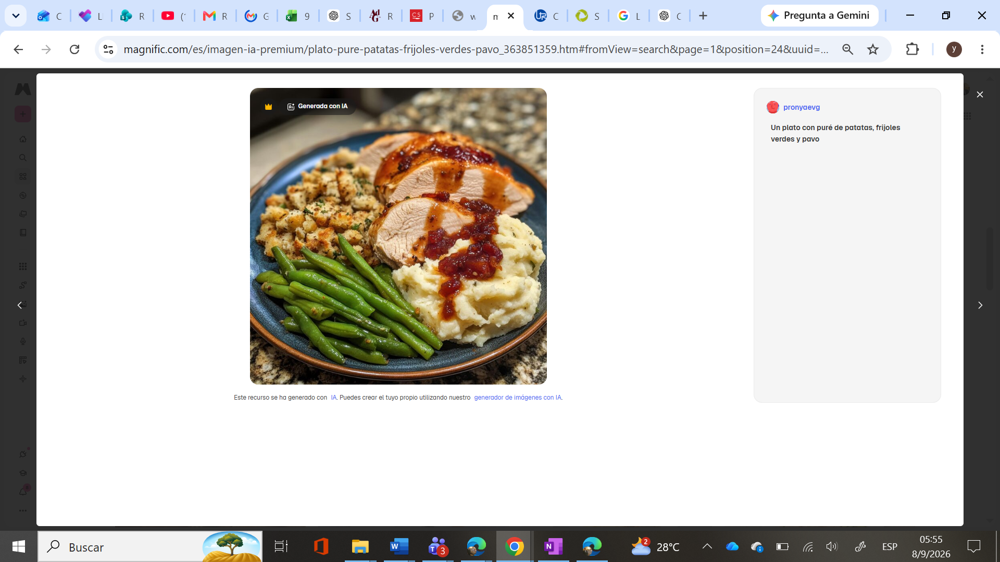 C
L
R
(
R
G
9
S
R
P
w
C
S
L
C
Pregunta a Gemini
magnific.com/es/imagen-ia-premium/plato-pure-patatas-frijoles-verdes-pavo_363851359.htm#fromView=search&page=1&position=24&uuid=...
y
Generada con IA
pronyaevg
Un plato con puré de patatas, frijoles
verdes y pavo
Este recurso se ha generado con IA. Puedes crear el tuyo propio utilizando nuestro generador de imágenes con IA.
Buscar
3
2
28°C
ESP
05:55
8/9/2026